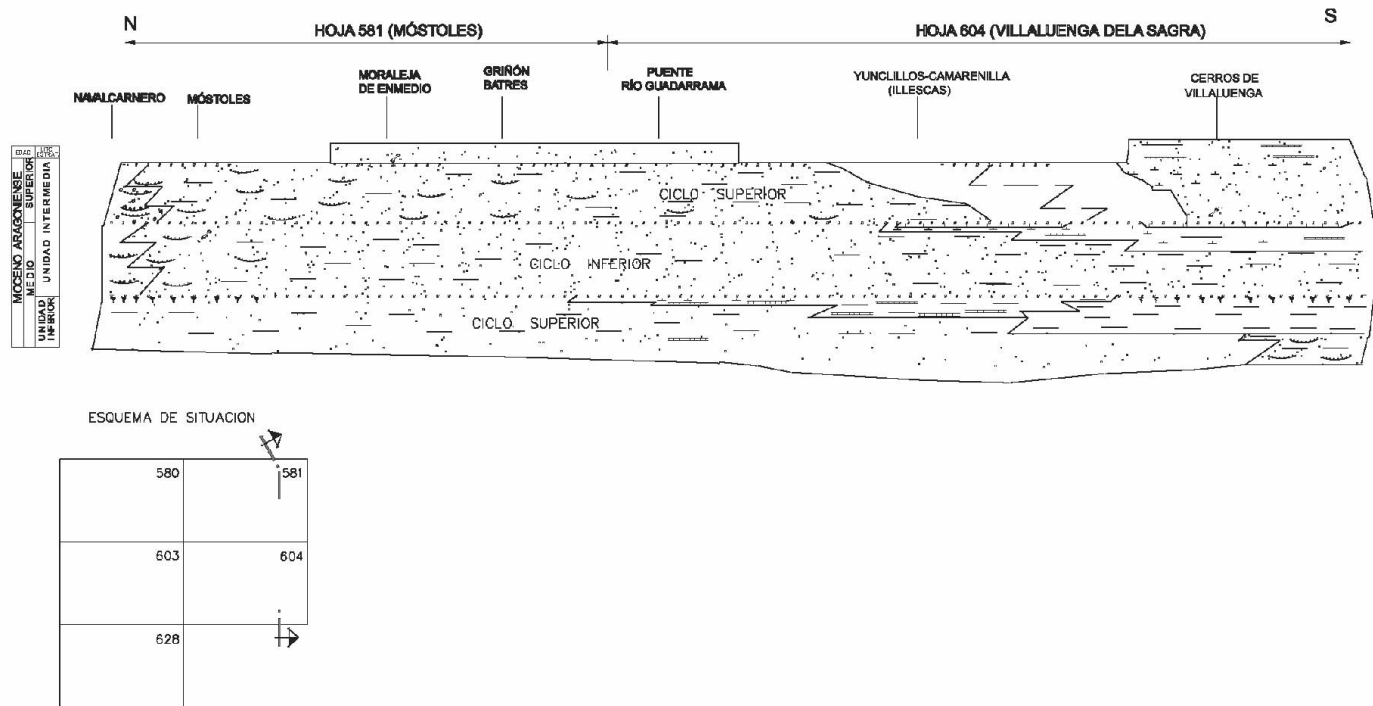 N
S
HOJA 581 (MÓSTOLES)
HOJA 604 (VILLALUENGA DELA SAGRA)
NAVALCARNERO
MÓSTOLES
MORALEJA
DE ENMEDIO
GRIÑÓN
BATRES
PUENTE
RÍO GUADARRAMA
YUNCLILLOS-CAMARENILLA
(ILLESCAS)
CERROS DE
VILLALUENGA
EDAD
MIOCENO ARAGONIENSE
SUPERIOR
MEDIO
UNIDAD INTERMEDIA
UNIDAD
INFERIOR
CICLO SUPERIOR
CICLO INFERIOR
CICLO SUPERIOR
ESQUEMA DE SITUACION
580
581
603
604
628